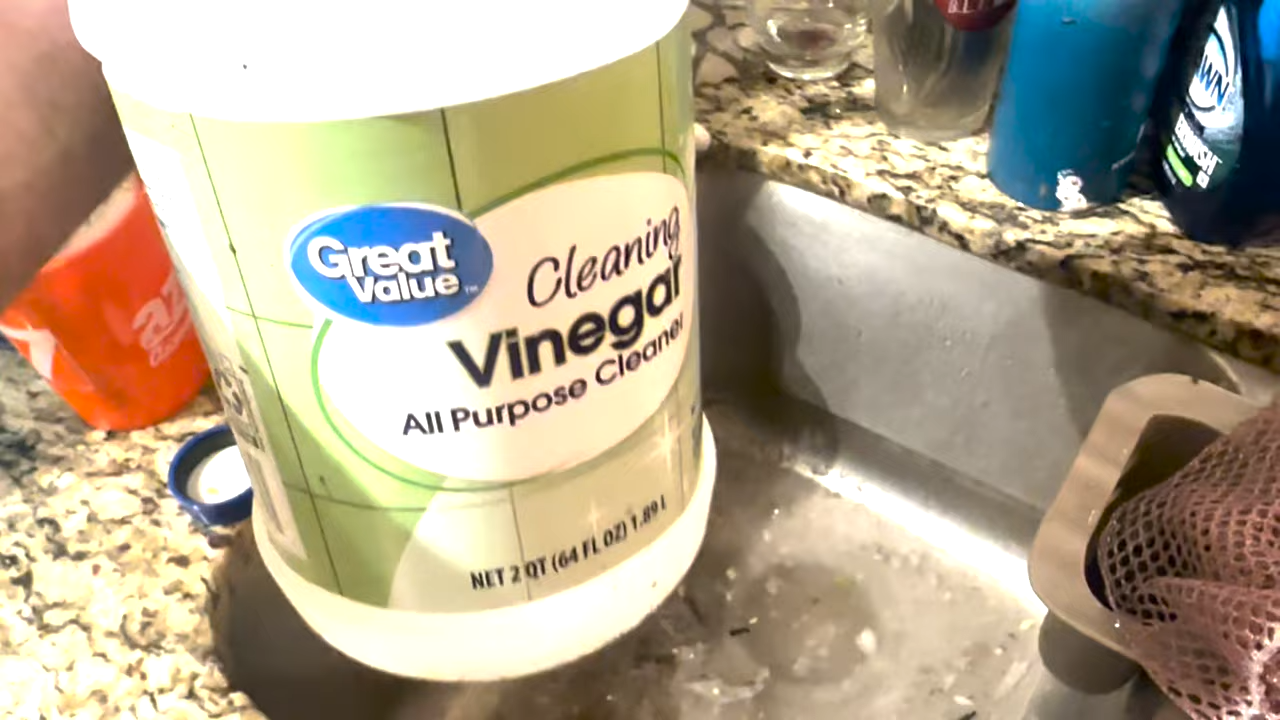 Great
Value
Cleaning
Vinegar
All Purpose Cleaner
NET 2 QT (64 FL OZ) 1.89 L